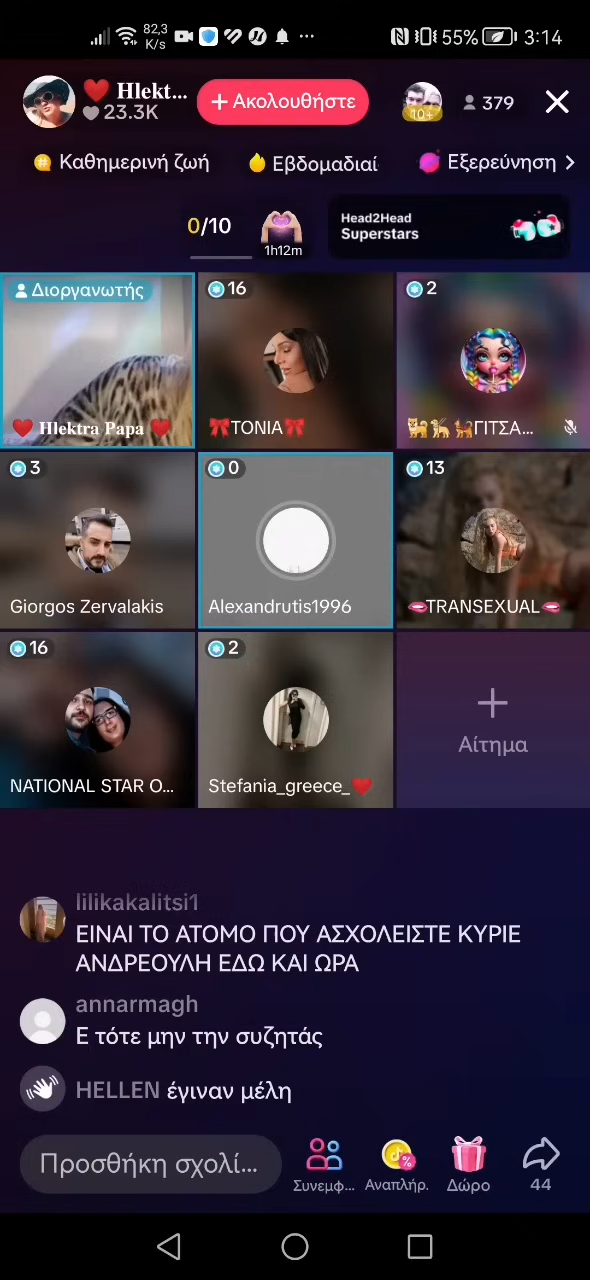 82,3
K/s
55%
3:14
❤️ Hlekt...
23.3K
+ Ακολουθήστε
10+
379
Καθημερινή ζωή
Εβδομαδιαί
Εξερεύνηση
0/10
1h12m
Head2Head
Superstars
Διοργανωτής
❤️ Hlektra Papa ❤️
16
🎀TONIA🎀
2
🐕🐕‍🦺🐈ΓΙΤΣΑ...
3
Giorgos Zervalakis
0
Alexandrutis1996
13
🫦TRANSEXUAL🫦
16
NATIONAL STAR O...
2
Stefania_greece_❤️
Αίτημα
lilikakalitsi1
ΕΙΝΑΙ ΤΟ ΑΤΟΜΟ ΠΟΥ ΑΣΧΟΛΕΙΣΤΕ ΚΥΡΙΕ
ΑΝΔΡΕΟΥΛΗ ΕΔΩ ΚΑΙ ΩΡΑ
annarmagh
Ε τότε μην την συζητάς
HELLEN έγιναν μέλη
Προσθήκη σχολί...
Συνεμφ...
Αναπλήρ.
Δώρο
44